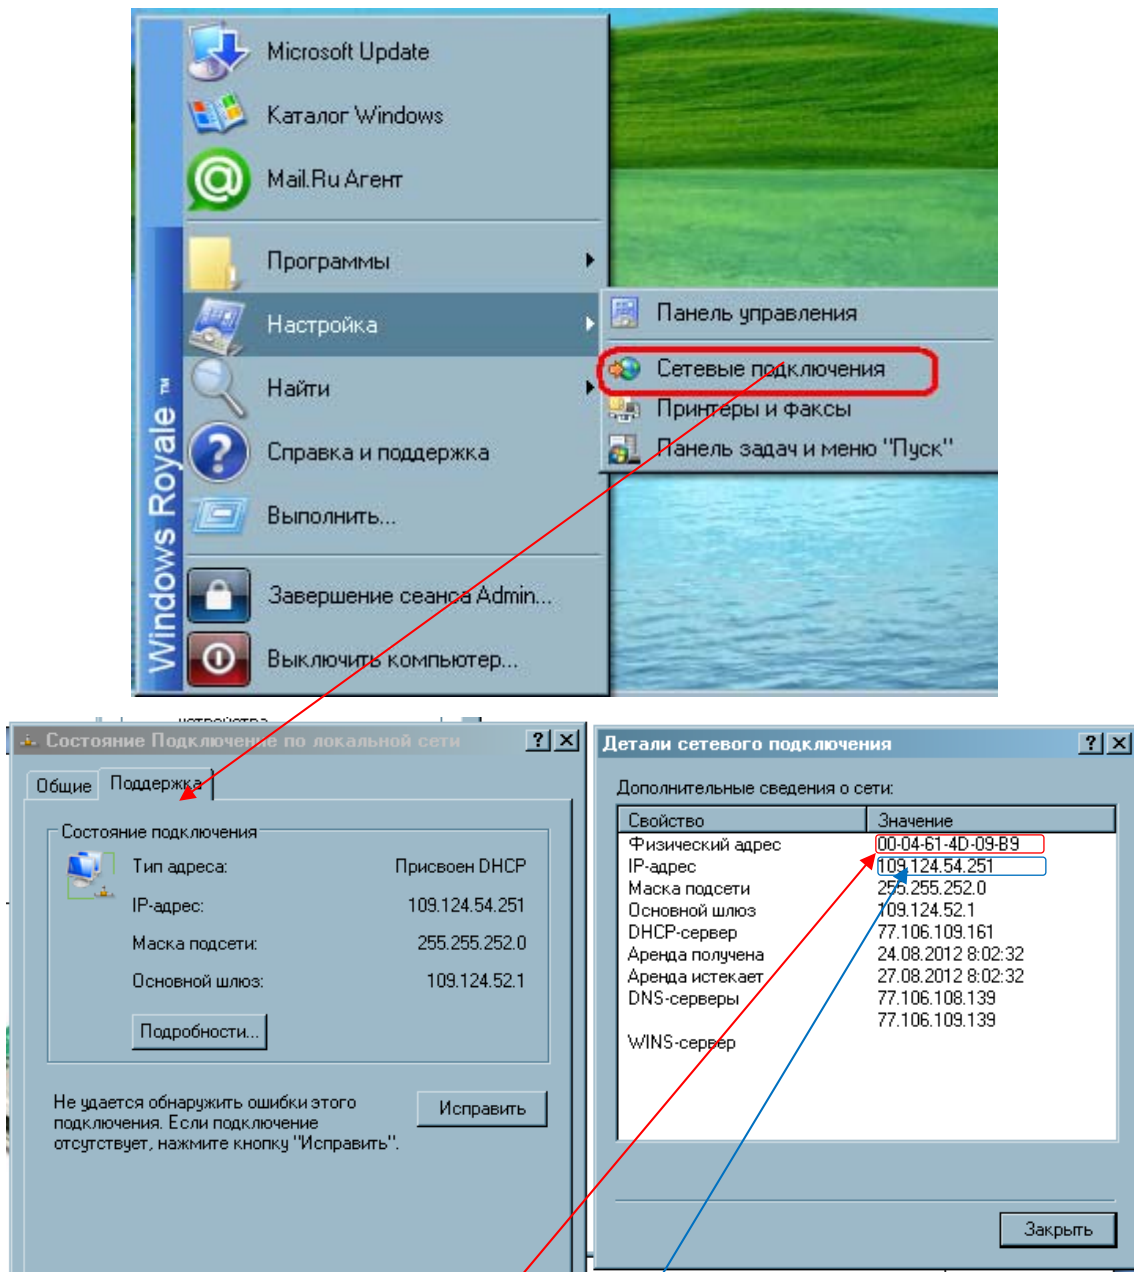 Microsoft Update
Каталог Windows
Mail.Ru Агент
Программы
Настройка
Найти
Справка и поддержка
Выполнить...
Завершение сеанса Admin...
Выключить компьютер...
Windows Royale ™
Панель управления
Сетевые подключения
Принтеры и факсы
Панель задач и меню "Пуск"
устройства
Состояние Подключение по локальной сети
Общие Поддержка
Состояние подключения
Тип адреса: Присвоен DHCP
IP-адрес: 109.124.54.251
Маска подсети: 255.255.252.0
Основной шлюз: 109.124.52.1
Подробности...
Не удается обнаружить ошибки этого
подключения. Если подключение
отсутствует, нажмите кнопку "Исправить".
Исправить
Детали сетевого подключения
Дополнительные сведения о сети:
Свойство Значение
Физический адрес 00-04-61-4D-09-B9
IP-адрес 109.124.54.251
Маска подсети 255.255.252.0
Основной шлюз 109.124.52.1
DHCP-сервер 77.106.109.161
Аренда получена 24.08.2012 8:02:32
Аренда истекает 27.08.2012 8:02:32
DNS-серверы 77.106.108.139
77.106.109.139
WINS-сервер
Закрыть